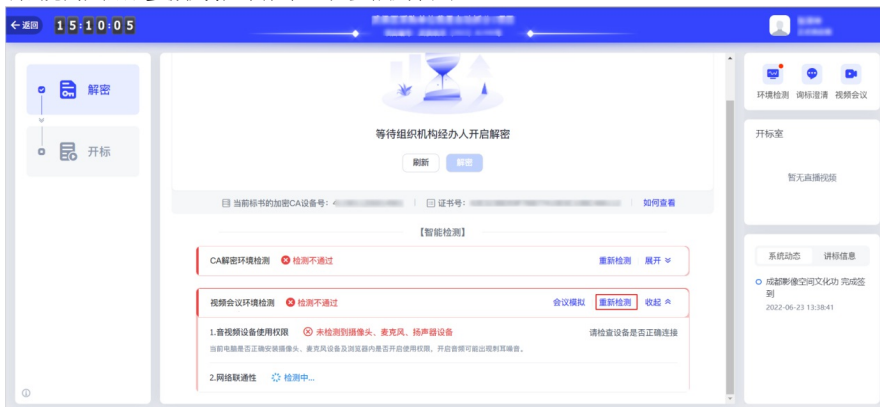 返回 15:10:05
解密
开标
等待组织机构经办人开启解密
刷新 解密
当前标书的加密CA设备号: 证书号: 如何查看
【智能检测】
CA解密环境检测 检测不通过 重新检测 展开
视频会议环境检测 检测不通过 会议模拟 重新检测 收起
1.音视频设备使用权限 未检测到摄像头、麦克风、扬声器设备 请检查设备是否正确连接
当前电脑是否正确安装摄像头、麦克风设备及浏览器内是否开启使用权限，开启音频可能出现刺耳噪音。
2.网络联通性 检测中...
环境检测 询标澄清 视频会议
开标室
暂无直播视频
系统动态 讲标信息
成都影像空间文化功 完成签
到
2022-06-23 13:38:41